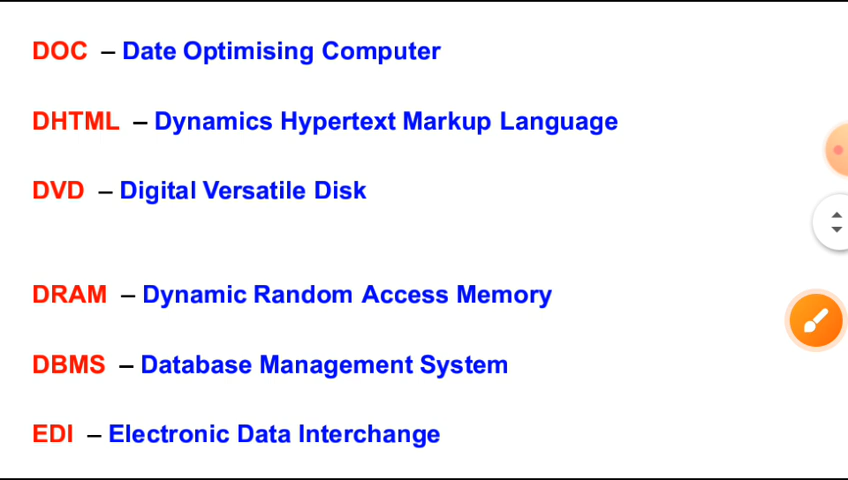 DOC – Date Optimising Computer
DHTML – Dynamics Hypertext Markup Language
DVD – Digital Versatile Disk
DRAM – Dynamic Random Access Memory
DBMS – Database Management System
EDI – Electronic Data Interchange